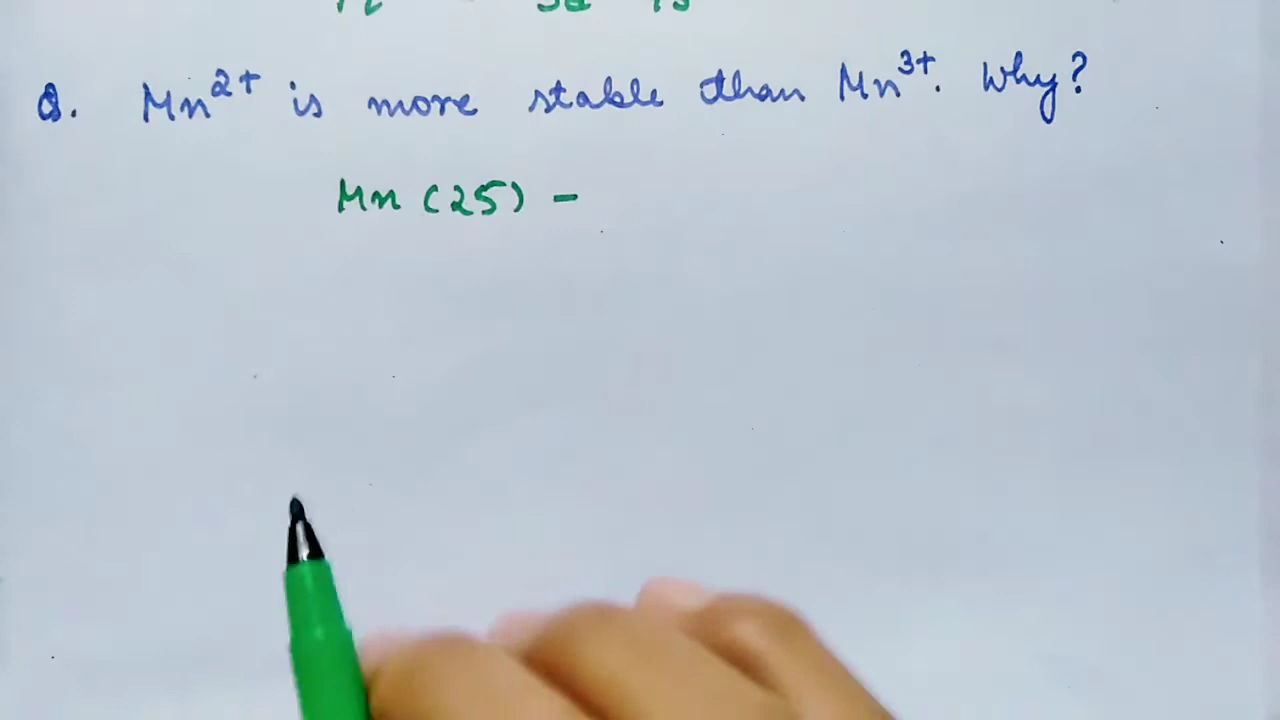 Q. Mn²⁺ is more stable than Mn³⁺. Why?
Mn (25) –